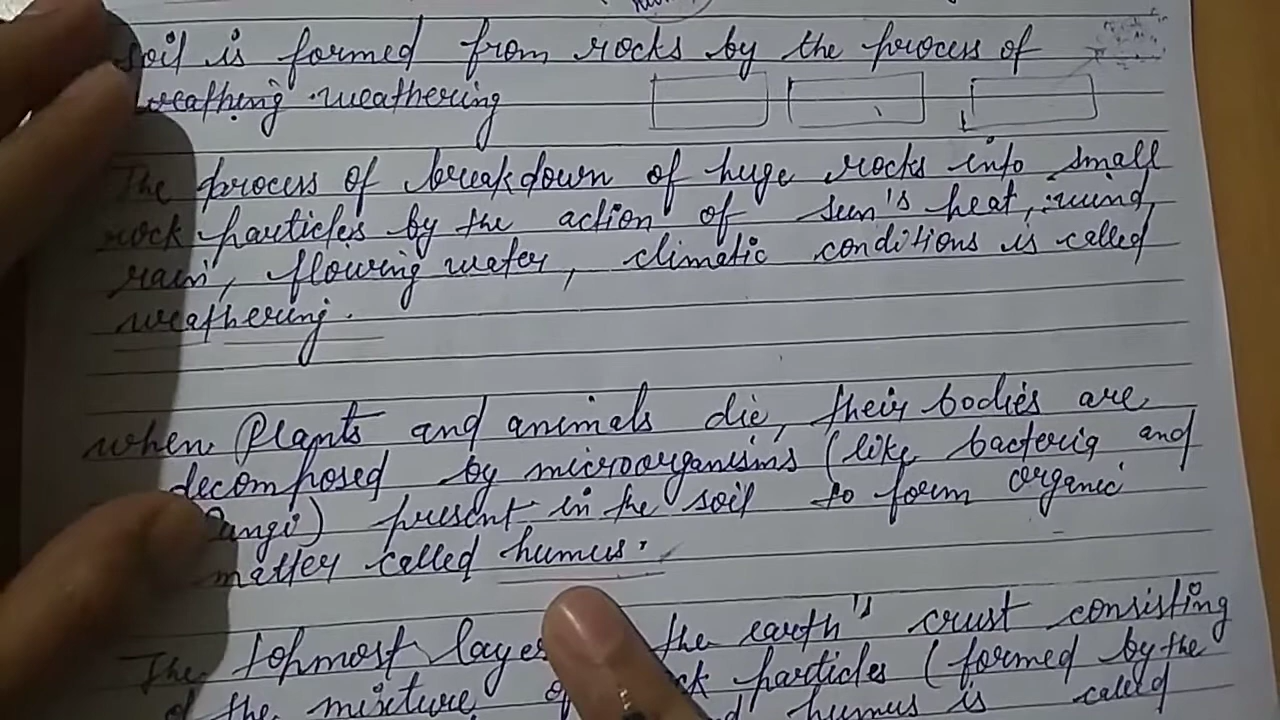 soil is formed from rocks by the process of
weathing. weathering
The process of breakdown of huge rocks into small
rock particles by the action of sun's heat, wind,
rain, flowing water, climatic conditions is called
weathering.
when Plants and animals die, their bodies are
decomposed by microorganisms (like bacteria and
fungi) present in the soil to form organic
matter called humus.
The topmost layer the earth's crust consisting
of the mixture of particles (formed by the
humus is called